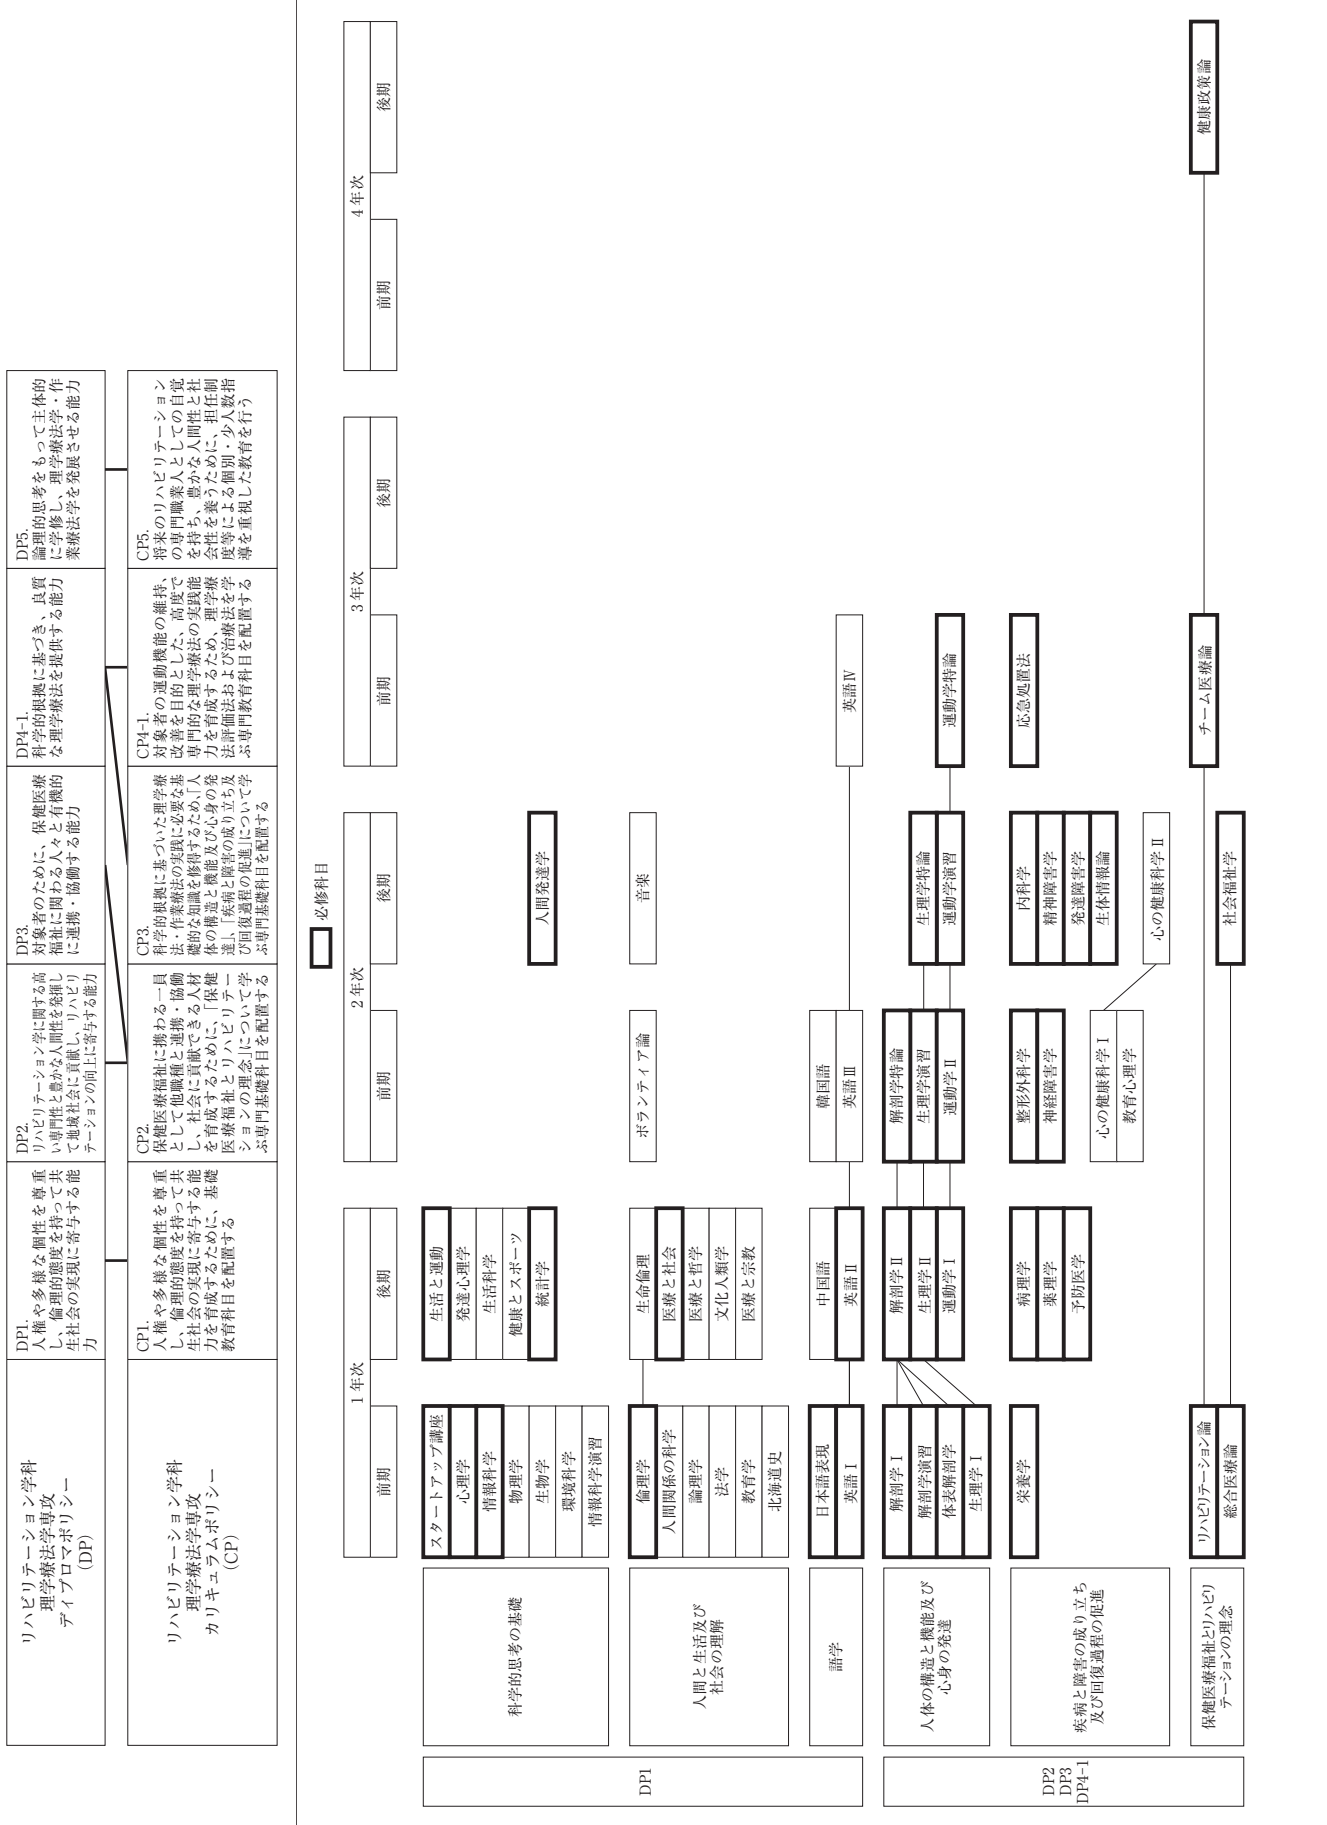 リハビリテーション学科
理学療法学専攻
ディプロマポリシー
(DP)
DP1.
人権や多様な個性を尊重
し、倫理的態度を持って共
生社会の実現に寄与する能
力
DP2.
リハビリテーション学に関する高
い専門性と豊かな人間性を発揮し
て地域社会に貢献し、リハビリ
テーションの向上に寄与する能力
DP3.
対象者のために、保健医療
福祉に関わる人々と有機的
に連携・協働する能力
DP4-1.
科学的根拠に基づき、良質
な理学療法を提供する能力
DP5.
論理的思考をもって主体的
に学修し、理学療法学・作
業療法学を発展させる能力
リハビリテーション学科
理学療法学専攻
カリキュラムポリシー
(CP)
CP1.
人権や多様な個性を尊重
し、倫理的態度を持って共
生社会の実現に寄与する能
力を育成するために、基礎
教育科目を配置する
CP2.
保健医療福祉に携わる一員
として他職種と連携・協働
し、社会に貢献できる人材
を育成するために、「保健
医療福祉とリハビリテー
ションの理念」について学
ぶ専門基礎科目を配置する
CP3.
科学的根拠に基づいた理学療
法・作業療法の実践に必要な基
礎的な知識を修得するため、「人
体の構造と機能及び心身の発
達」、「疾病と障害の成り立ち及
び回復過程の促進」について学
ぶ専門基礎科目を配置する
CP4-1.
対象者の運動機能の維持、
改善を目的とした、高度で
専門的な理学療法の実践能
力を育成するため、理学療
法評価法および治療法を学
ぶ専門教育科目を配置する
CP5.
将来のリハビリテーション
の専門職業人としての自覚
を持ち、豊かな人間性と社
会性を養うために、担任制
度等による個別・少人数指
導を重視した教育を行う
必修科目
1年次
2年次
3年次
4年次
前期
後期
前期
後期
前期
後期
前期
後期
DP1
科学的思考の基礎
スタートアップ講座
心理学
情報科学
物理学
生物学
環境科学
情報科学演習
生活と運動
発達心理学
生活科学
健康とスポーツ
統計学
人間発達学
人間と生活及び
社会の理解
倫理学
人間関係の科学
論理学
法学
教育学
北海道史
生命倫理
医療と社会
医療と哲学
文化人類学
医療と宗教
ボランティア論
音楽
語学
日本語表現
英語Ⅰ
中国語
英語Ⅱ
韓国語
英語Ⅲ
英語Ⅳ
DP2
DP3
DP4-1
人体の構造と機能及び
心身の発達
解剖学Ⅰ
解剖学演習
体表解剖学
生理学Ⅰ
解剖学Ⅱ
生理学Ⅱ
運動学Ⅰ
解剖学特論
生理学演習
運動学Ⅱ
生理学特論
運動学演習
運動学特論
疾病と障害の成り立ち
及び回復過程の促進
栄養学
病理学
薬理学
予防医学
整形外科学
神経障害学
心の健康科学Ⅰ
教育心理学
内科学
精神障害学
発達障害学
生体情報論
心の健康科学Ⅱ
応急処置法
保健医療福祉とリハビリ
テーションの理念
リハビリテーション論
総合医療論
社会福祉学
チーム医療論
健康政策論